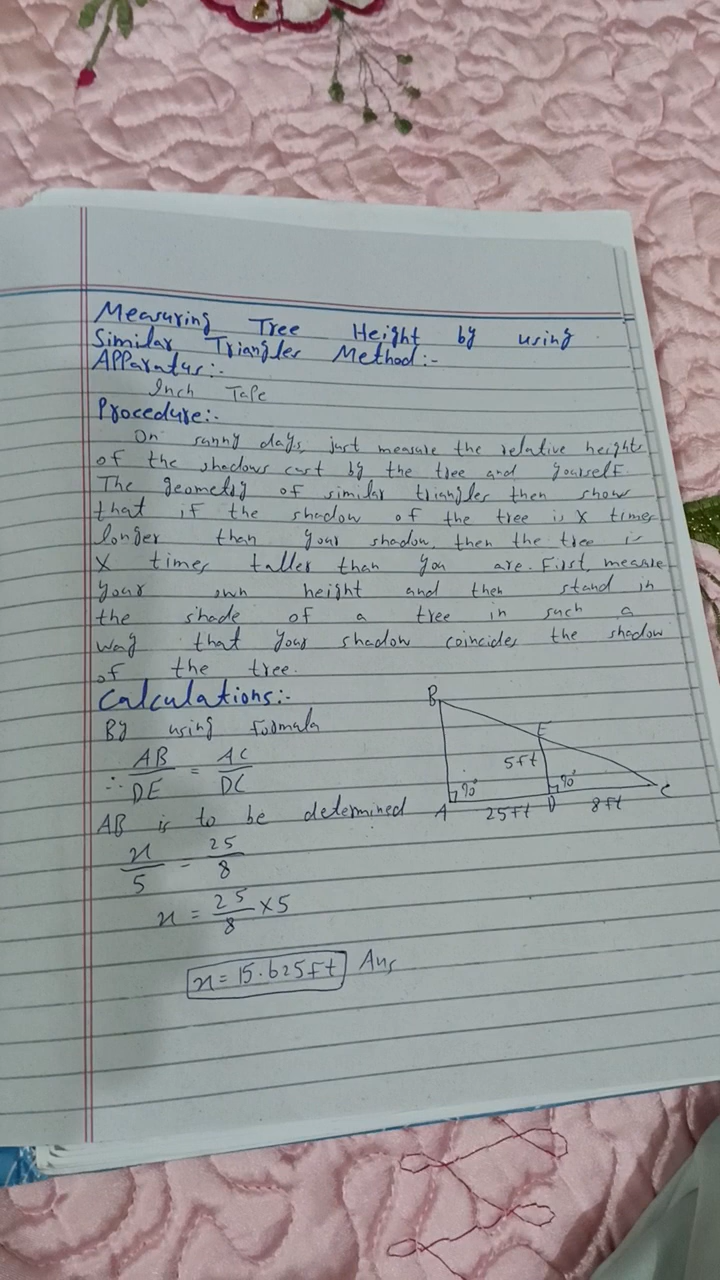 Measuring Tree Height by using
Similar Triangles Method:-
Apparatus:-
Inch Tape
Procedure:-
On sunny days, just measure the relative heights
of the shadows cast by the tree and yourself.
The geometry of similar triangles then show
that if the shadow of the tree is X times
longer than your shadow, then the tree is
X times taller than you are. First, measure
your own height and then stand in
the shade of a tree in such a
way that your shadow coincides the shadow
of the tree.
Calculations:-
By using formula
∴ AB/DE = AC/DC
AB is to be determined
x/5 = 25/8
x = 25/8 × 5
x = 15.625ft Ans
B
E
5ft
90°
90°
A
25ft
D
8ft
C